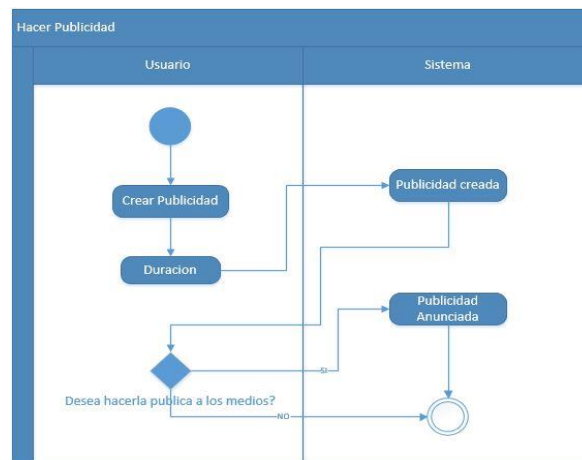 Hacer Publicidad
Usuario
Sistema
Crear Publicidad
Publicidad creada
Duracion
Publicidad
Anunciada
SI
Desea hacerla publica a los medios?
NO